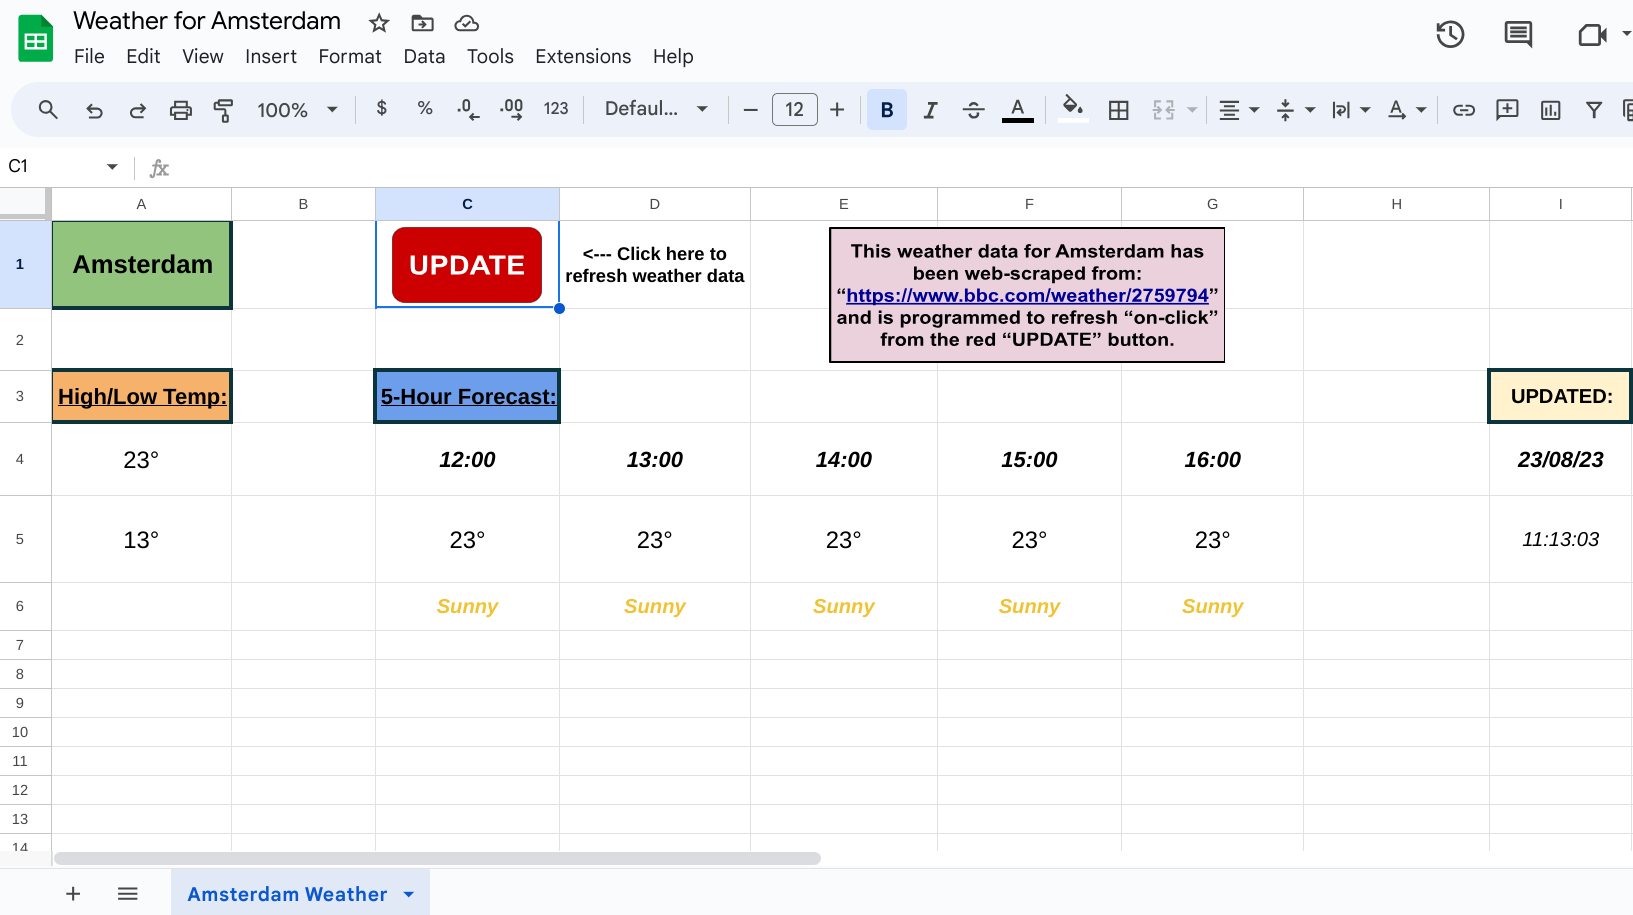 Weather for Amsterdam
File Edit View Insert Format Data Tools Extensions Help
100% $ % .0 .00 123 Defaul... 12 B I A A
C1 fx
A B C D E F G H I
1 Amsterdam UPDATE
<--- Click here to
refresh weather data
This weather data for Amsterdam has
been web-scraped from:
“https://www.bbc.com/weather/2759794”
and is programmed to refresh “on-click”
from the red “UPDATE” button.
2
3 High/Low Temp: 5-Hour Forecast: UPDATED:
4 23° 12:00 13:00 14:00 15:00 16:00 23/08/23
5 13° 23° 23° 23° 23° 23° 11:13:03
6 Sunny Sunny Sunny Sunny Sunny
7
8
9
10
11
12
13
14
Amsterdam Weather